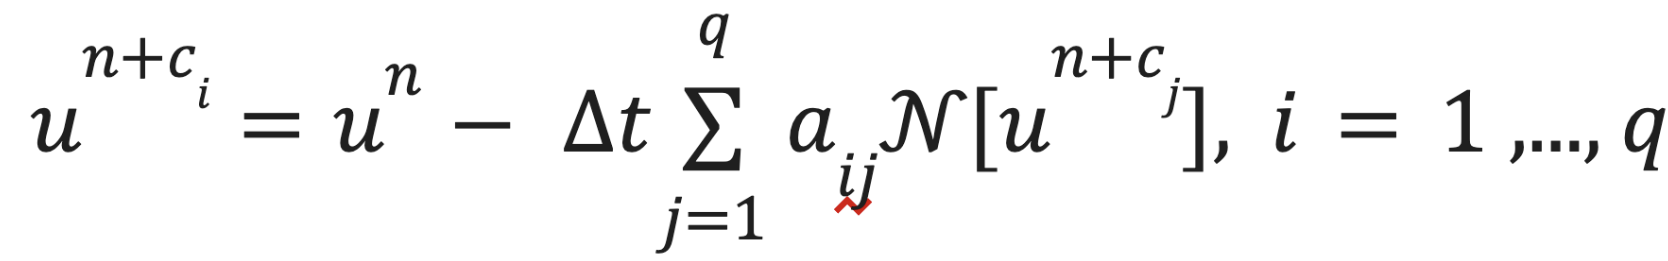 u^{n+c_i} = u^n − Δt ∑_{j=1}^{q} a_{ij} 𝒩[u^{n+c_j}], i = 1 ,..., q